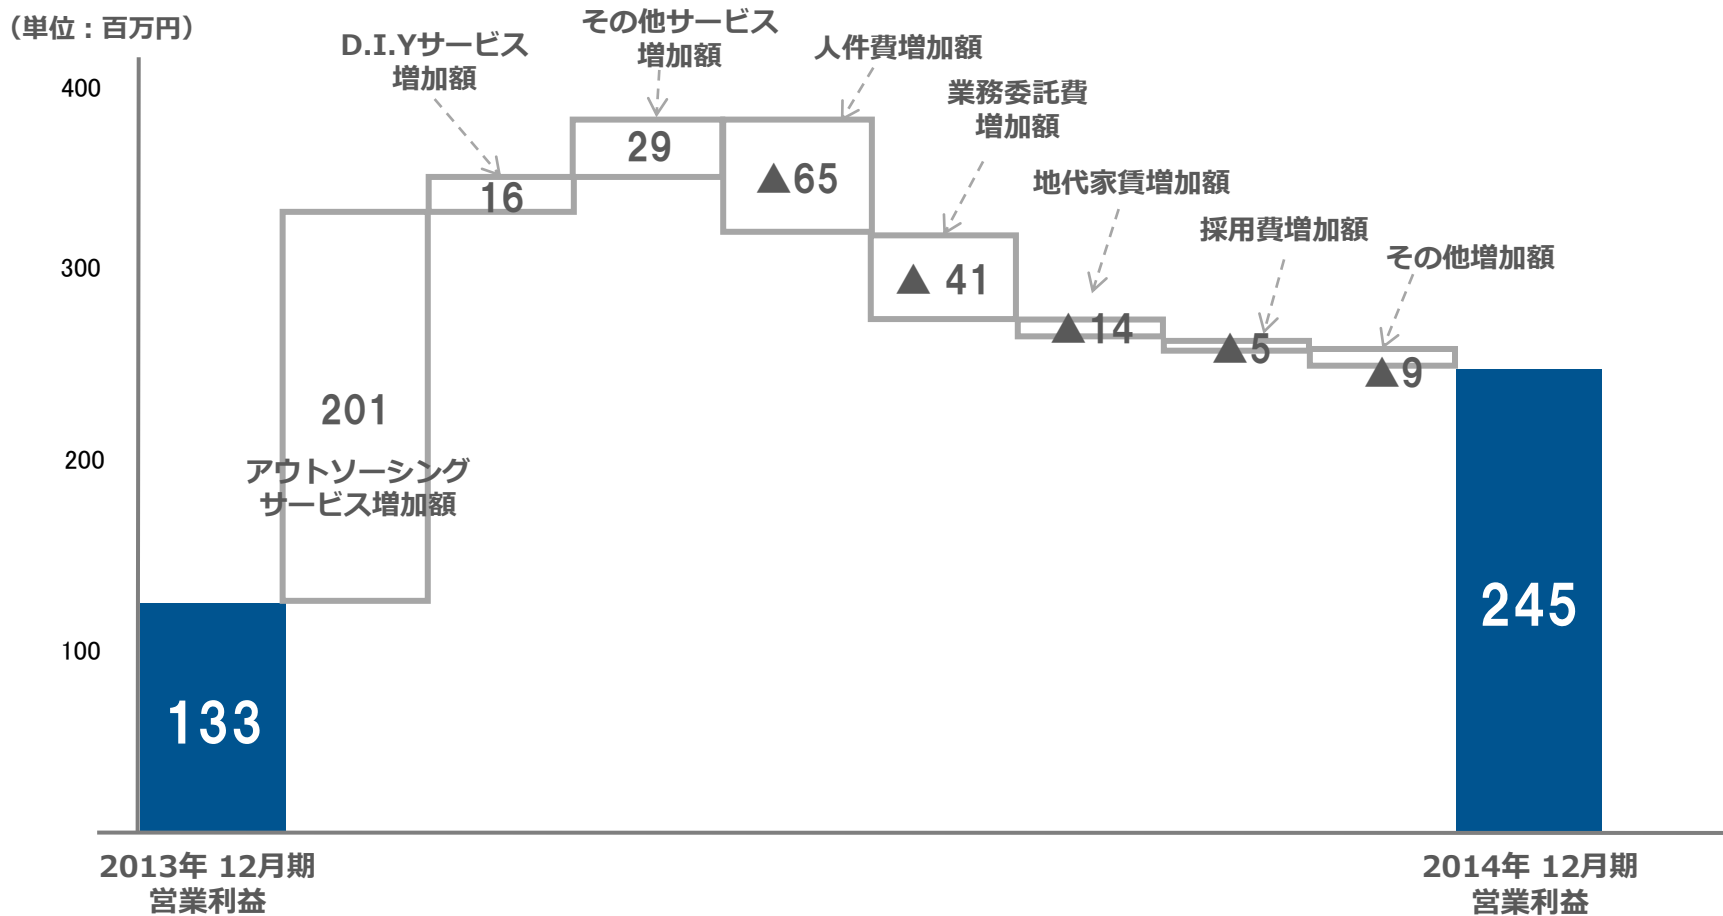 （単位：百万円）
D.I.Yサービス
増加額
その他サービス
増加額
人件費増加額
業務委託費
増加額
地代家賃増加額
採用費増加額
その他増加額
400
300
200
100
133
201
アウトソーシング
サービス増加額
16
29
▲65
▲ 41
▲14
▲5
▲9
245
2013年 12月期
営業利益
2014年 12月期
営業利益